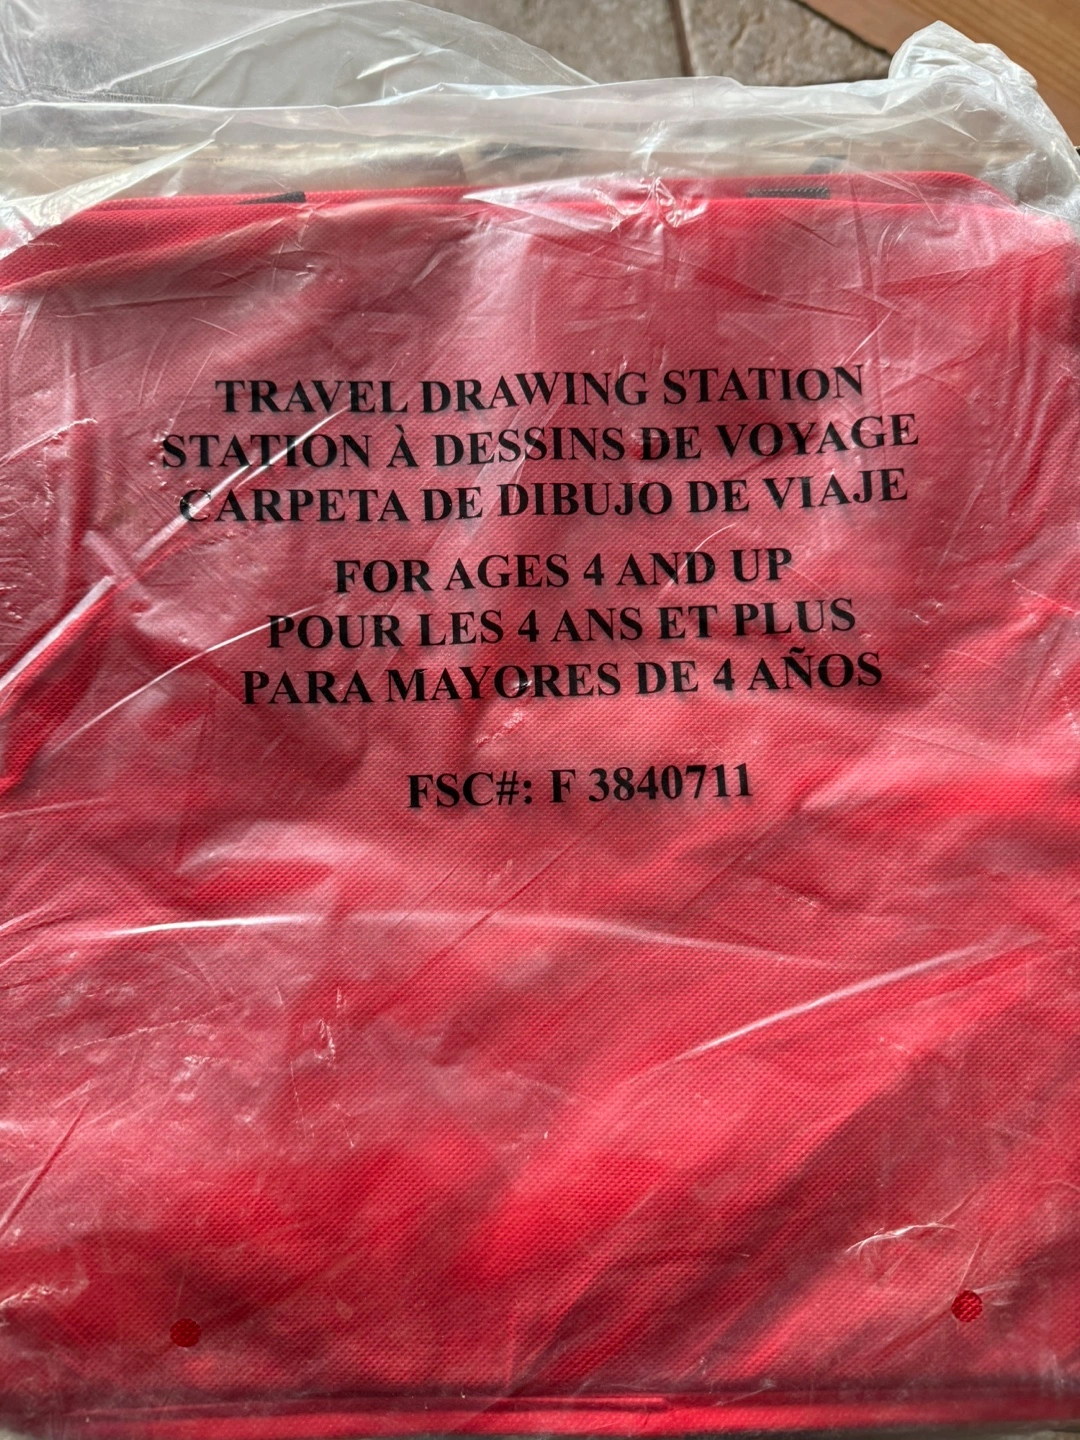 TRAVEL DRAWING STATION
STATION À DESSINS DE VOYAGE
CARPETA DE DIBUJO DE VIAJE
FOR AGES 4 AND UP
POUR LES 4 ANS ET PLUS
PARA MAYORES DE 4 AÑOS
FSC#: F 3840711